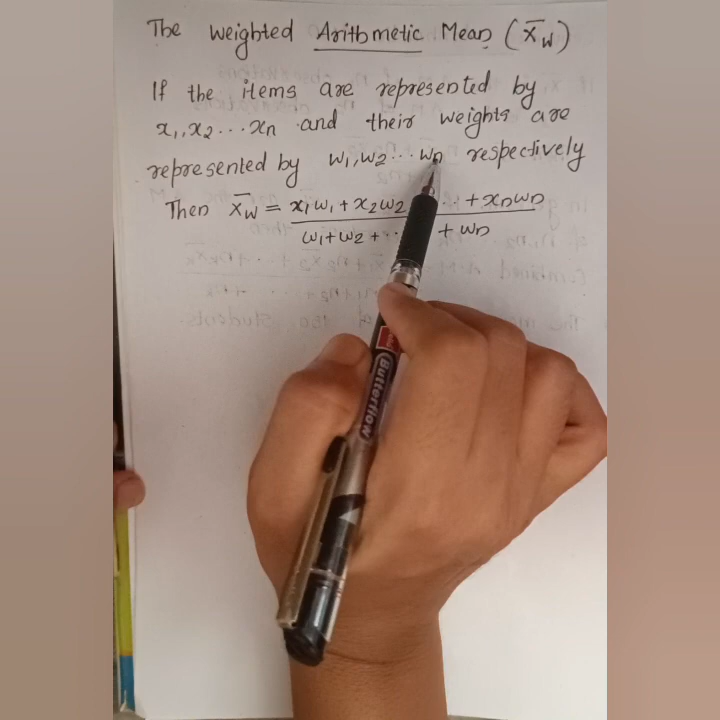 The weighted Arithmetic Mean (x̄w)
If the items are represented by
x1, x2 ... xn and their weights are
represented by w1, w2 ... wn respectively
Then x̄w = x1w1 + x2w2 .. + xnwn
w1 + w2 + .. + wn
Butterflow